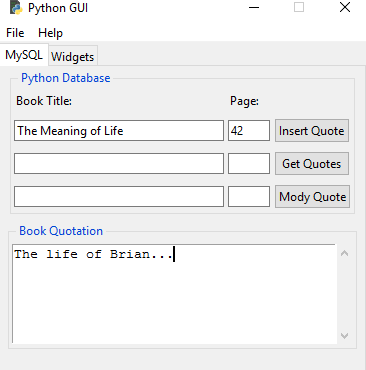 Python GUI
File Help
MySQL Widgets
Python Database
Book Title: Page:
The Meaning of Life 42 Insert Quote
Get Quotes
Mody Quote
Book Quotation
The life of Brian...